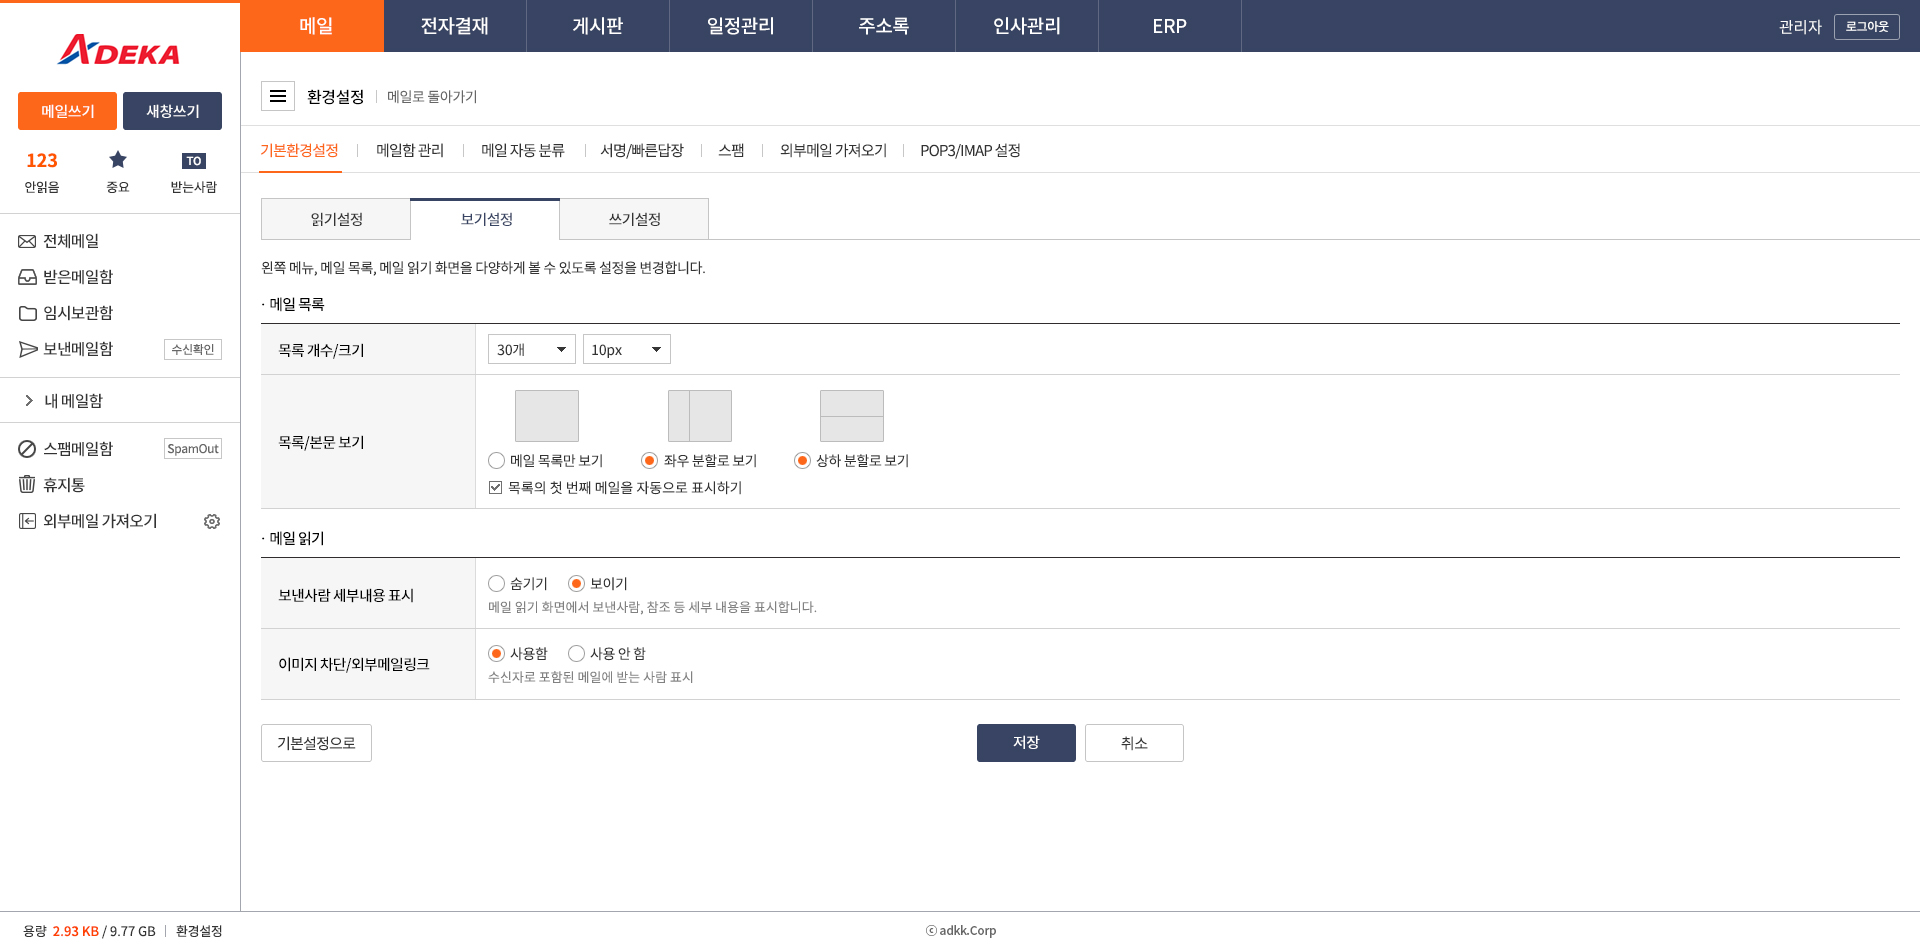 메일 전자결재 게시판 일정관리 주소록 인사관리 ERP 관리자 로그아웃
ADEKA
메일쓰기 새창쓰기
123 TO
안읽음 중요 받는사람
전체메일
받은메일함
임시보관함
보낸메일함 수신확인
내 메일함
스팸메일함 SpamOut
휴지통
외부메일 가져오기
환경설정 메일로 돌아가기
기본환경설정 메일함 관리 메일 자동 분류 서명/빠른답장 스팸 외부메일 가져오기 POP3/IMAP 설정
읽기설정 보기설정 쓰기설정
왼쪽 메뉴, 메일 목록, 메일 읽기 화면을 다양하게 볼 수 있도록 설정을 변경합니다.
· 메일 목록
목록 개수/크기 30개 10px
목록/본문 보기
메일 목록만 보기 좌우 분할로 보기 상하 분할로 보기
목록의 첫 번째 메일을 자동으로 표시하기
· 메일 읽기
보낸사람 세부내용 표시 숨기기 보이기
메일 읽기 화면에서 보낸사람, 참조 등 세부 내용을 표시합니다.
이미지 차단/외부메일링크 사용함 사용 안 함
수신자로 포함된 메일에 받는 사람 표시
기본설정으로 저장 취소
용량 2.93 KB / 9.77 GB 환경설정
ⓒ adkk.Corp